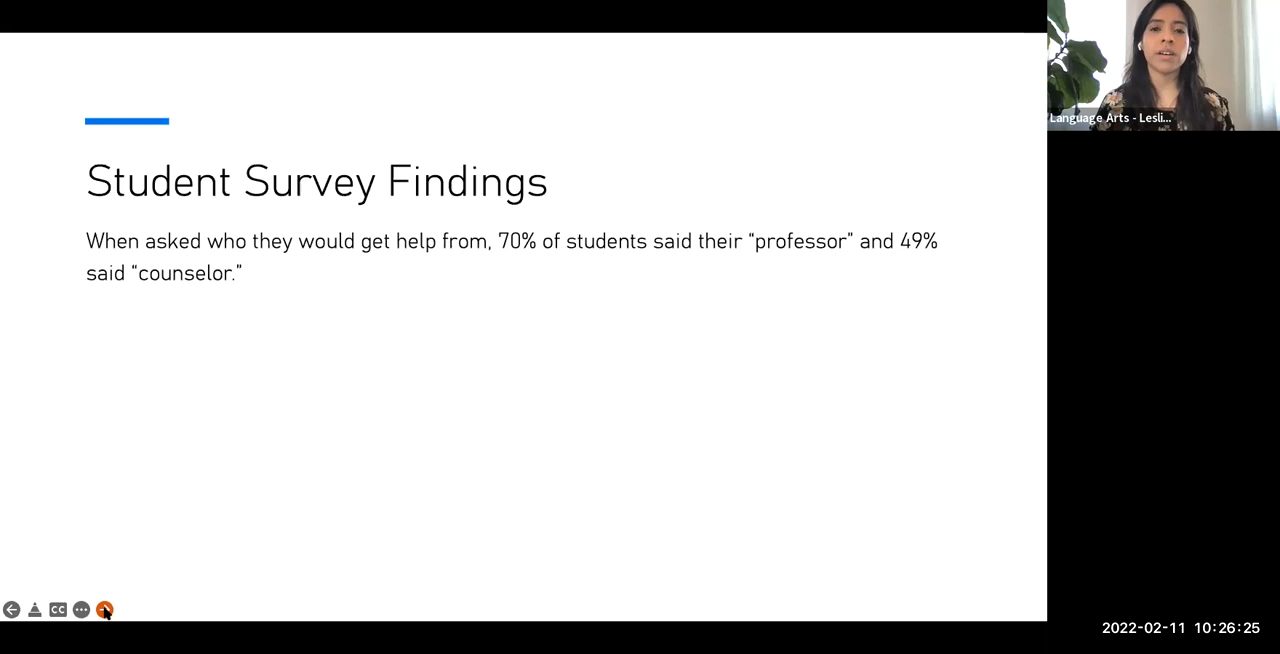 Language Arts - Lesli...
Student Survey Findings
When asked who they would get help from, 70% of students said their “professor” and 49%
said “counselor.”
CC
2022-02-11 10:26:25